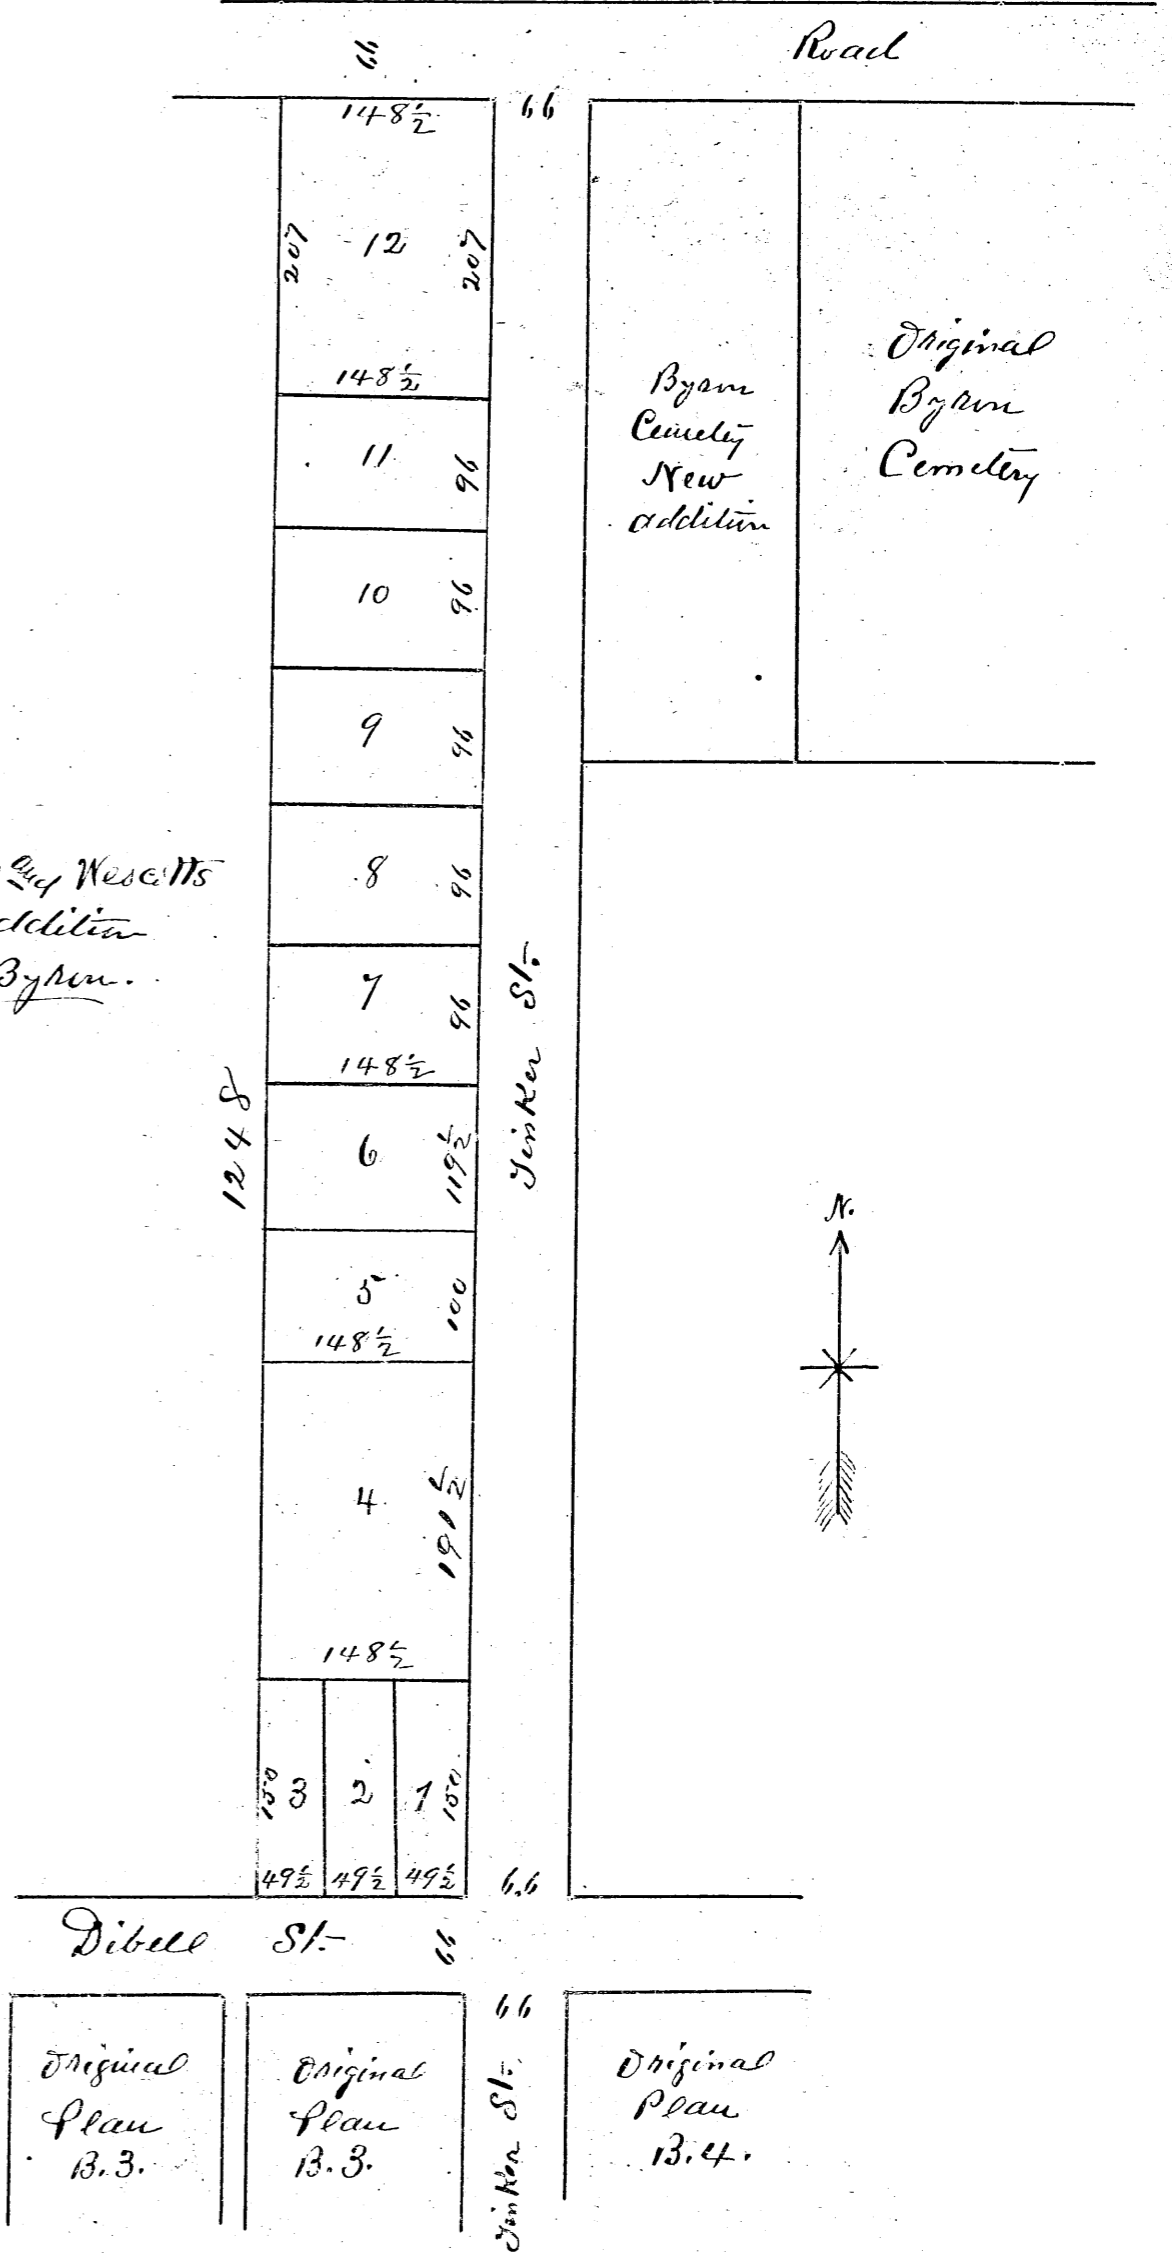 Road
66
148½
66
207
12
207
148½
11
96
10
96
9
96
8
96
7
96
148½
6
119½
5
100
148½
4
191½
148½
150
3
2
1
150
49½
49½
49½
66
1248
and Wescotts
ddition
Byron.
Tinker St.
Byron
Cemetery
New
addition
Original
Byron
Cemetery
N.
Dibell St.
66
66
Original
Plan
B. 3.
Original
Plan
B. 3.
Tinker St.
Original
Plan
B. 4.